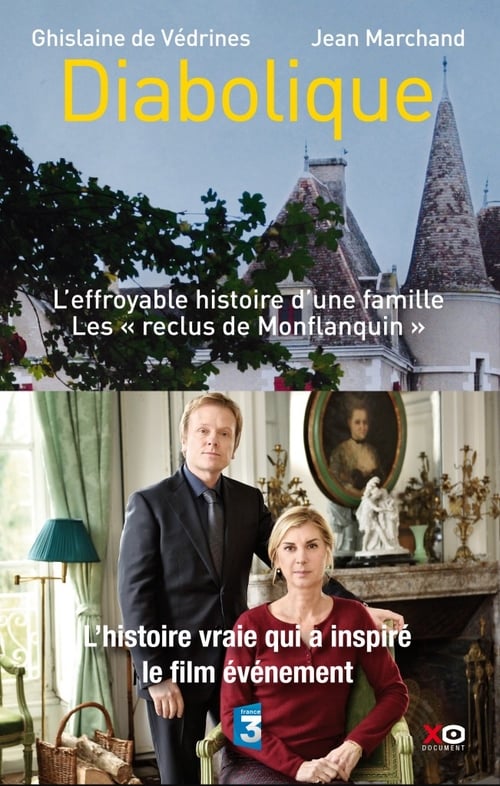 Ghislaine de Védrines Jean Marchand
Diabolique
L'effroyable histoire d'une famille
Les « reclus de Monflanquin »
L'histoire vraie qui a inspiré
le film événement
france
3
XO
DOCUMENT